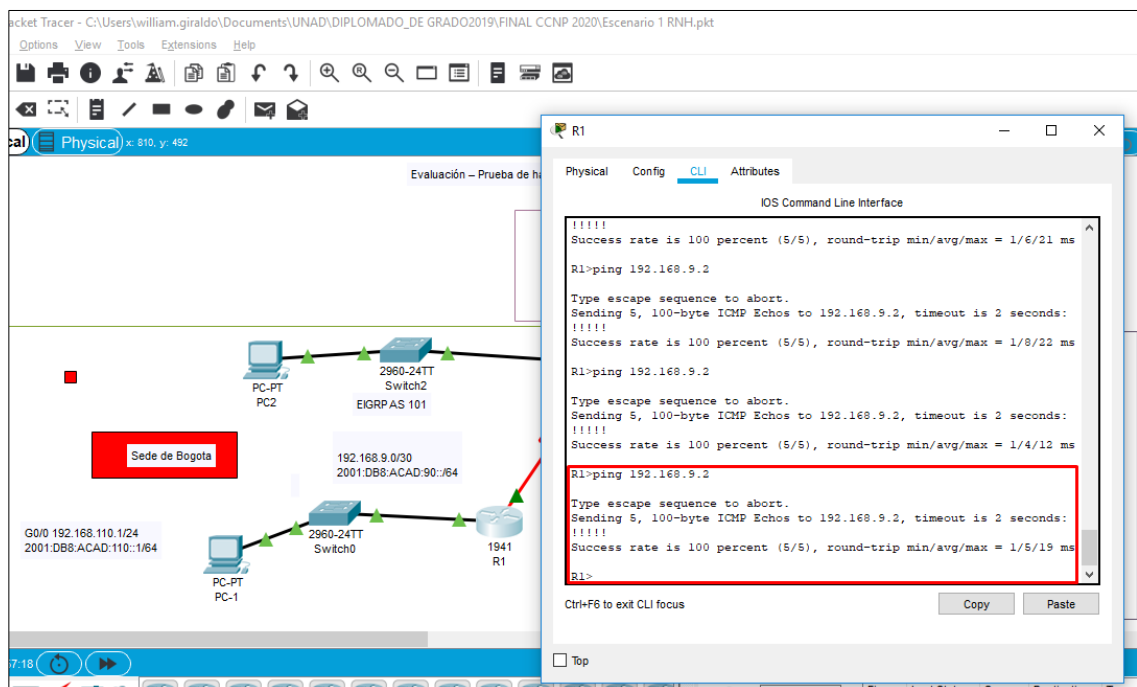 acket Tracer - C:\Users\william.giraldo\Documents\UNAD\DIPLOMADO_DE GRADO2019\FINAL CCNP 2020\Escenario 1 RNH.pkt
Options View Tools Extensions Help
Physical x: 810, y: 492
Evaluación – Prueba de
PC-PT
PC2
2960-24TT
Switch2
EIGRP AS 101
Sede de Bogota
192.168.9.0/30
2001:DB8:ACAD:90::/64
G0/0 192.168.110.1/24
2001:DB8:ACAD:110::1/64
2960-24TT
Switch0
1941
R1
PC-PT
PC-1
7:18
R1
Physical Config CLI Attributes
IOS Command Line Interface
!!!!!
Success rate is 100 percent (5/5), round-trip min/avg/max = 1/6/21 ms
R1>ping 192.168.9.2
Type escape sequence to abort.
Sending 5, 100-byte ICMP Echos to 192.168.9.2, timeout is 2 seconds:
!!!!!
Success rate is 100 percent (5/5), round-trip min/avg/max = 1/8/22 ms
R1>ping 192.168.9.2
Type escape sequence to abort.
Sending 5, 100-byte ICMP Echos to 192.168.9.2, timeout is 2 seconds:
!!!!!
Success rate is 100 percent (5/5), round-trip min/avg/max = 1/4/12 ms
R1>ping 192.168.9.2
Type escape sequence to abort.
Sending 5, 100-byte ICMP Echos to 192.168.9.2, timeout is 2 seconds:
!!!!!
Success rate is 100 percent (5/5), round-trip min/avg/max = 1/5/19 ms
R1>
Ctrl+F6 to exit CLI focus
Copy Paste
Top